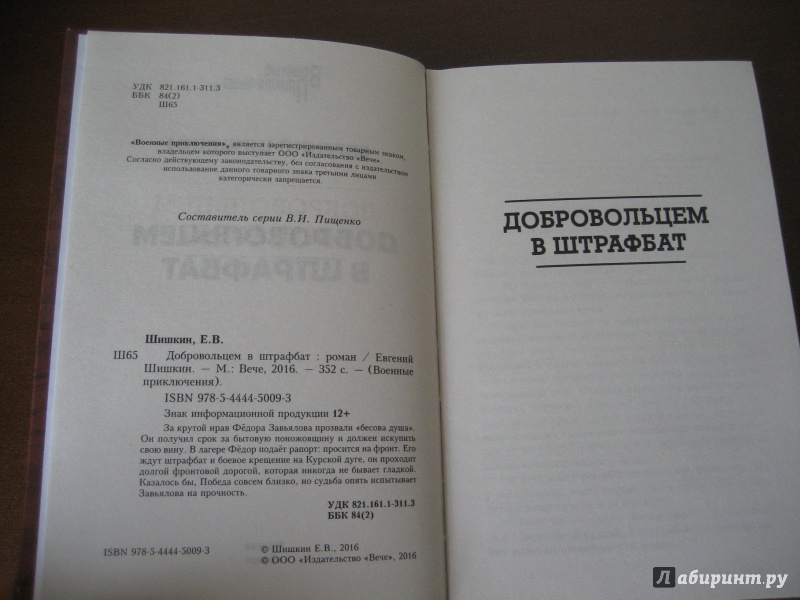 УДК 821.161.1-311.3
ББК 84(2)
Ш65
«Военные приключения», является зарегистрированным товарным знаком,
владельцем которого выступает ООО «Издательство «Вече».
Согласно действующему законодательству, без согласования с издательством
использование данного товарного знака третьими лицами
категорически запрещается.
Составитель серии В.И. Пищенко
Шишкин, Е.В.
Ш65 Добровольцем в штрафбат : роман / Евгений
Шишкин. — М.: Вече, 2016. — 352 с. — (Военные
приключения).
ISBN 978-5-4444-5009-3
Знак информационной продукции 12+
За крутой нрав Фёдора Завьялова прозвали «бесова душа».
Он получил срок за бытовую поножовщину и должен искупить
свою вину. В лагере Фёдор подаёт рапорт: просится на фронт. Его
ждут штрафбат и боевое крещение на Курской дуге, он проходит
долгой фронтовой дорогой, которая никогда не бывает гладкой.
Казалось бы, Победа совсем близко, но судьба опять испытывает
Завьялова на прочность.
УДК 821.161.1-311.3
ББК 84(2)
ISBN 978-5-4444-5009-3
© Шишкин Е.В., 2016
© ООО «Издательство «Вече», 2016
ДОБРОВОЛЬЦЕМ
В ШТРАФБАТ
Лабиринт.ру